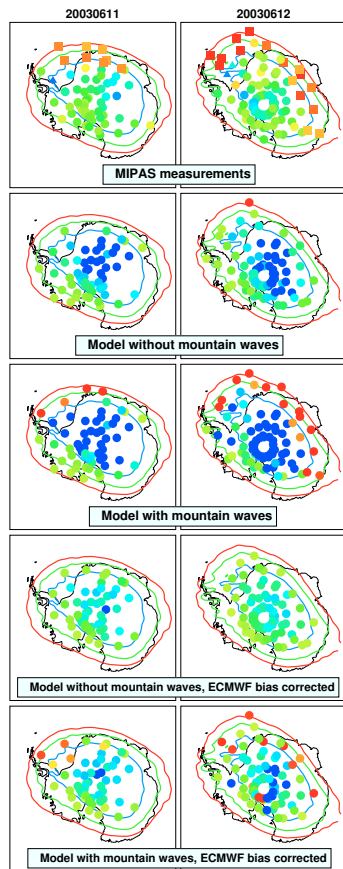 20030611 20030612
MIPAS measurements
Model without mountain waves
Model with mountain waves
Model without mountain waves, ECMWF bias corrected
Model with mountain waves, ECMWF bias corrected